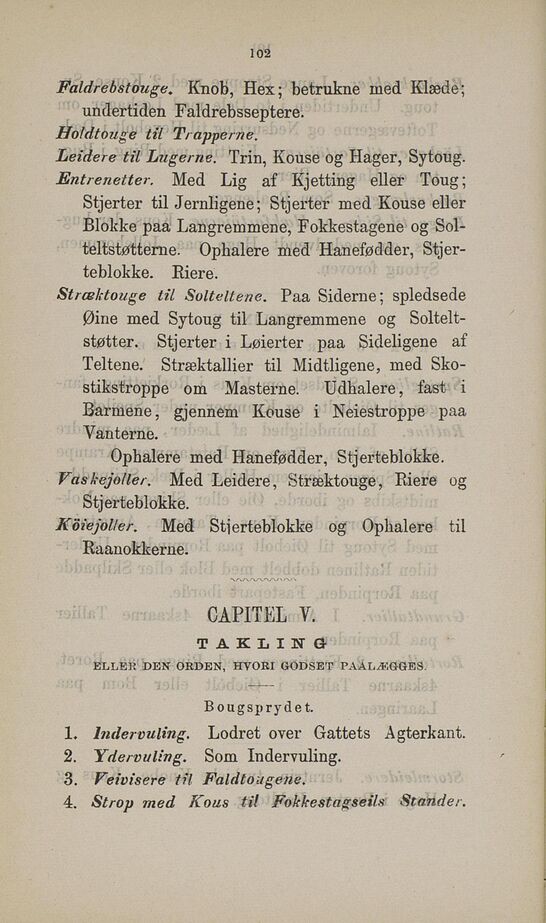 102
Faldrebstouge. Knob, Hex; betrukne med Klæde;
undertiden Faldrebsseptere.
Holdtouge til Trapperne.
Leidere til Lugerne. Trin, Kouse og Hager, Sytoug.
Entrenetter. Med Lig af Kjetting eller Toug;
Stjerter til Jernligene; Stjerter med Kouse eller
Blokke paa Langremmene, Fokkestagene og Sol-
teltstøtterne. Ophalere med Hanefødder, Stjer-
teblokke. Riere.
Stræktouge til Solteltene. Paa Siderne; spledsede
Øine med Sytoug til Langremmene og Soltelt-
støtter. Stjerter i Løierter paa Sideligene af
Teltene. Stræktallier til Midtligene, med Sko-
stikstroppe om Masterne. Udhalere, fast i
Barmene, gjennem Kouse i Neiestroppe paa
Vanterne.
Ophalere med Hanefødder, Stjerteblokke.
Vaskejoller. Med Leidere, Stræktouge, Riere og
Stjerteblokke.
Köiejoller. Med Stjerteblokke og Ophalere til
Raanokkerne.
CAPITEL V.
TAKLING
ELLER DEN ORDEN, HVORI GODSET PAALÆGGES.
Bougsprydet.
1. Indervuling. Lodret over Gattets Agterkant.
2. Ydervuling. Som Indervuling.
3. Veivisere til Faldtougene.
4. Strop med Kous til Fokkestagseils Stander.